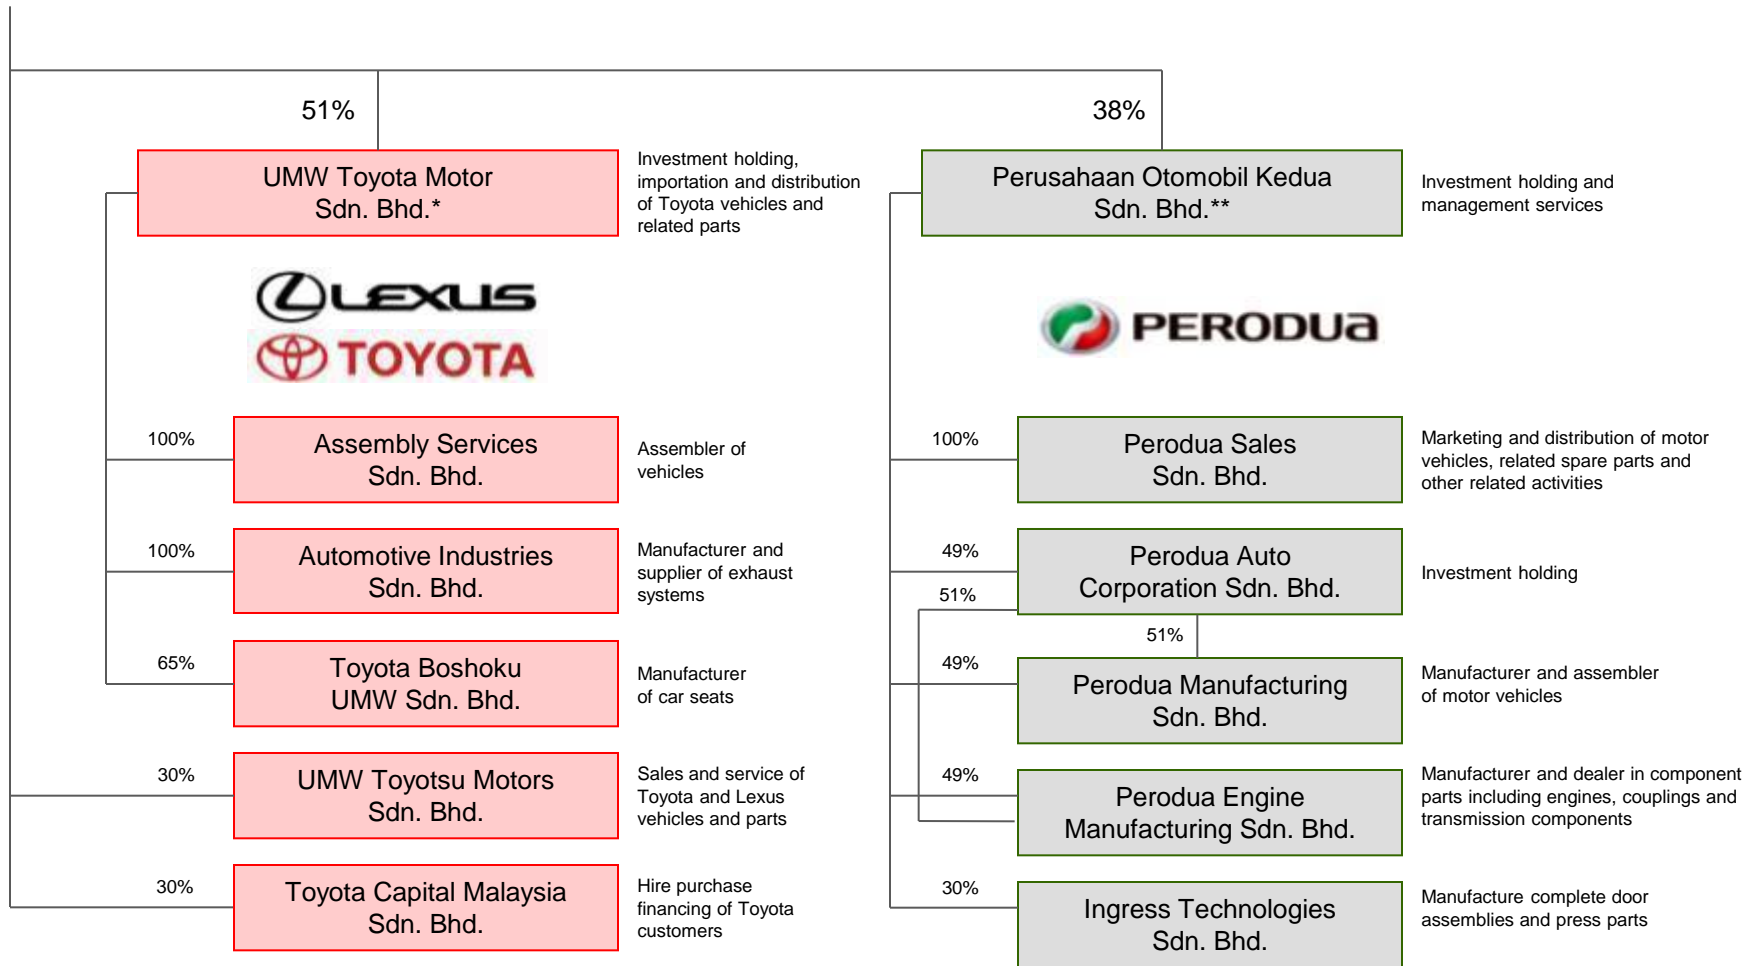 51%
UMW Toyota Motor
Sdn. Bhd.*
Investment holding,
importation and distribution
of Toyota vehicles and
related parts
LEXUS
TOYOTA
100%
Assembly Services
Sdn. Bhd.
Assembler of
vehicles
100%
Automotive Industries
Sdn. Bhd.
Manufacturer and
supplier of exhaust
systems
65%
Toyota Boshoku
UMW Sdn. Bhd.
Manufacturer
of car seats
30%
UMW Toyotsu Motors
Sdn. Bhd.
Sales and service of
Toyota and Lexus
vehicles and parts
30%
Toyota Capital Malaysia
Sdn. Bhd.
Hire purchase
financing of Toyota
customers
38%
Perusahaan Otomobil Kedua
Sdn. Bhd.**
Investment holding and
management services
PERODUA
100%
Perodua Sales
Sdn. Bhd.
Marketing and distribution of motor
vehicles, related spare parts and
other related activities
49%
Perodua Auto
Corporation Sdn. Bhd.
Investment holding
51%
51%
49%
Perodua Manufacturing
Sdn. Bhd.
Manufacturer and assembler
of motor vehicles
49%
Perodua Engine
Manufacturing Sdn. Bhd.
Manufacturer and dealer in component
parts including engines, couplings and
transmission components
30%
Ingress Technologies
Sdn. Bhd.
Manufacture complete door
assemblies and press parts